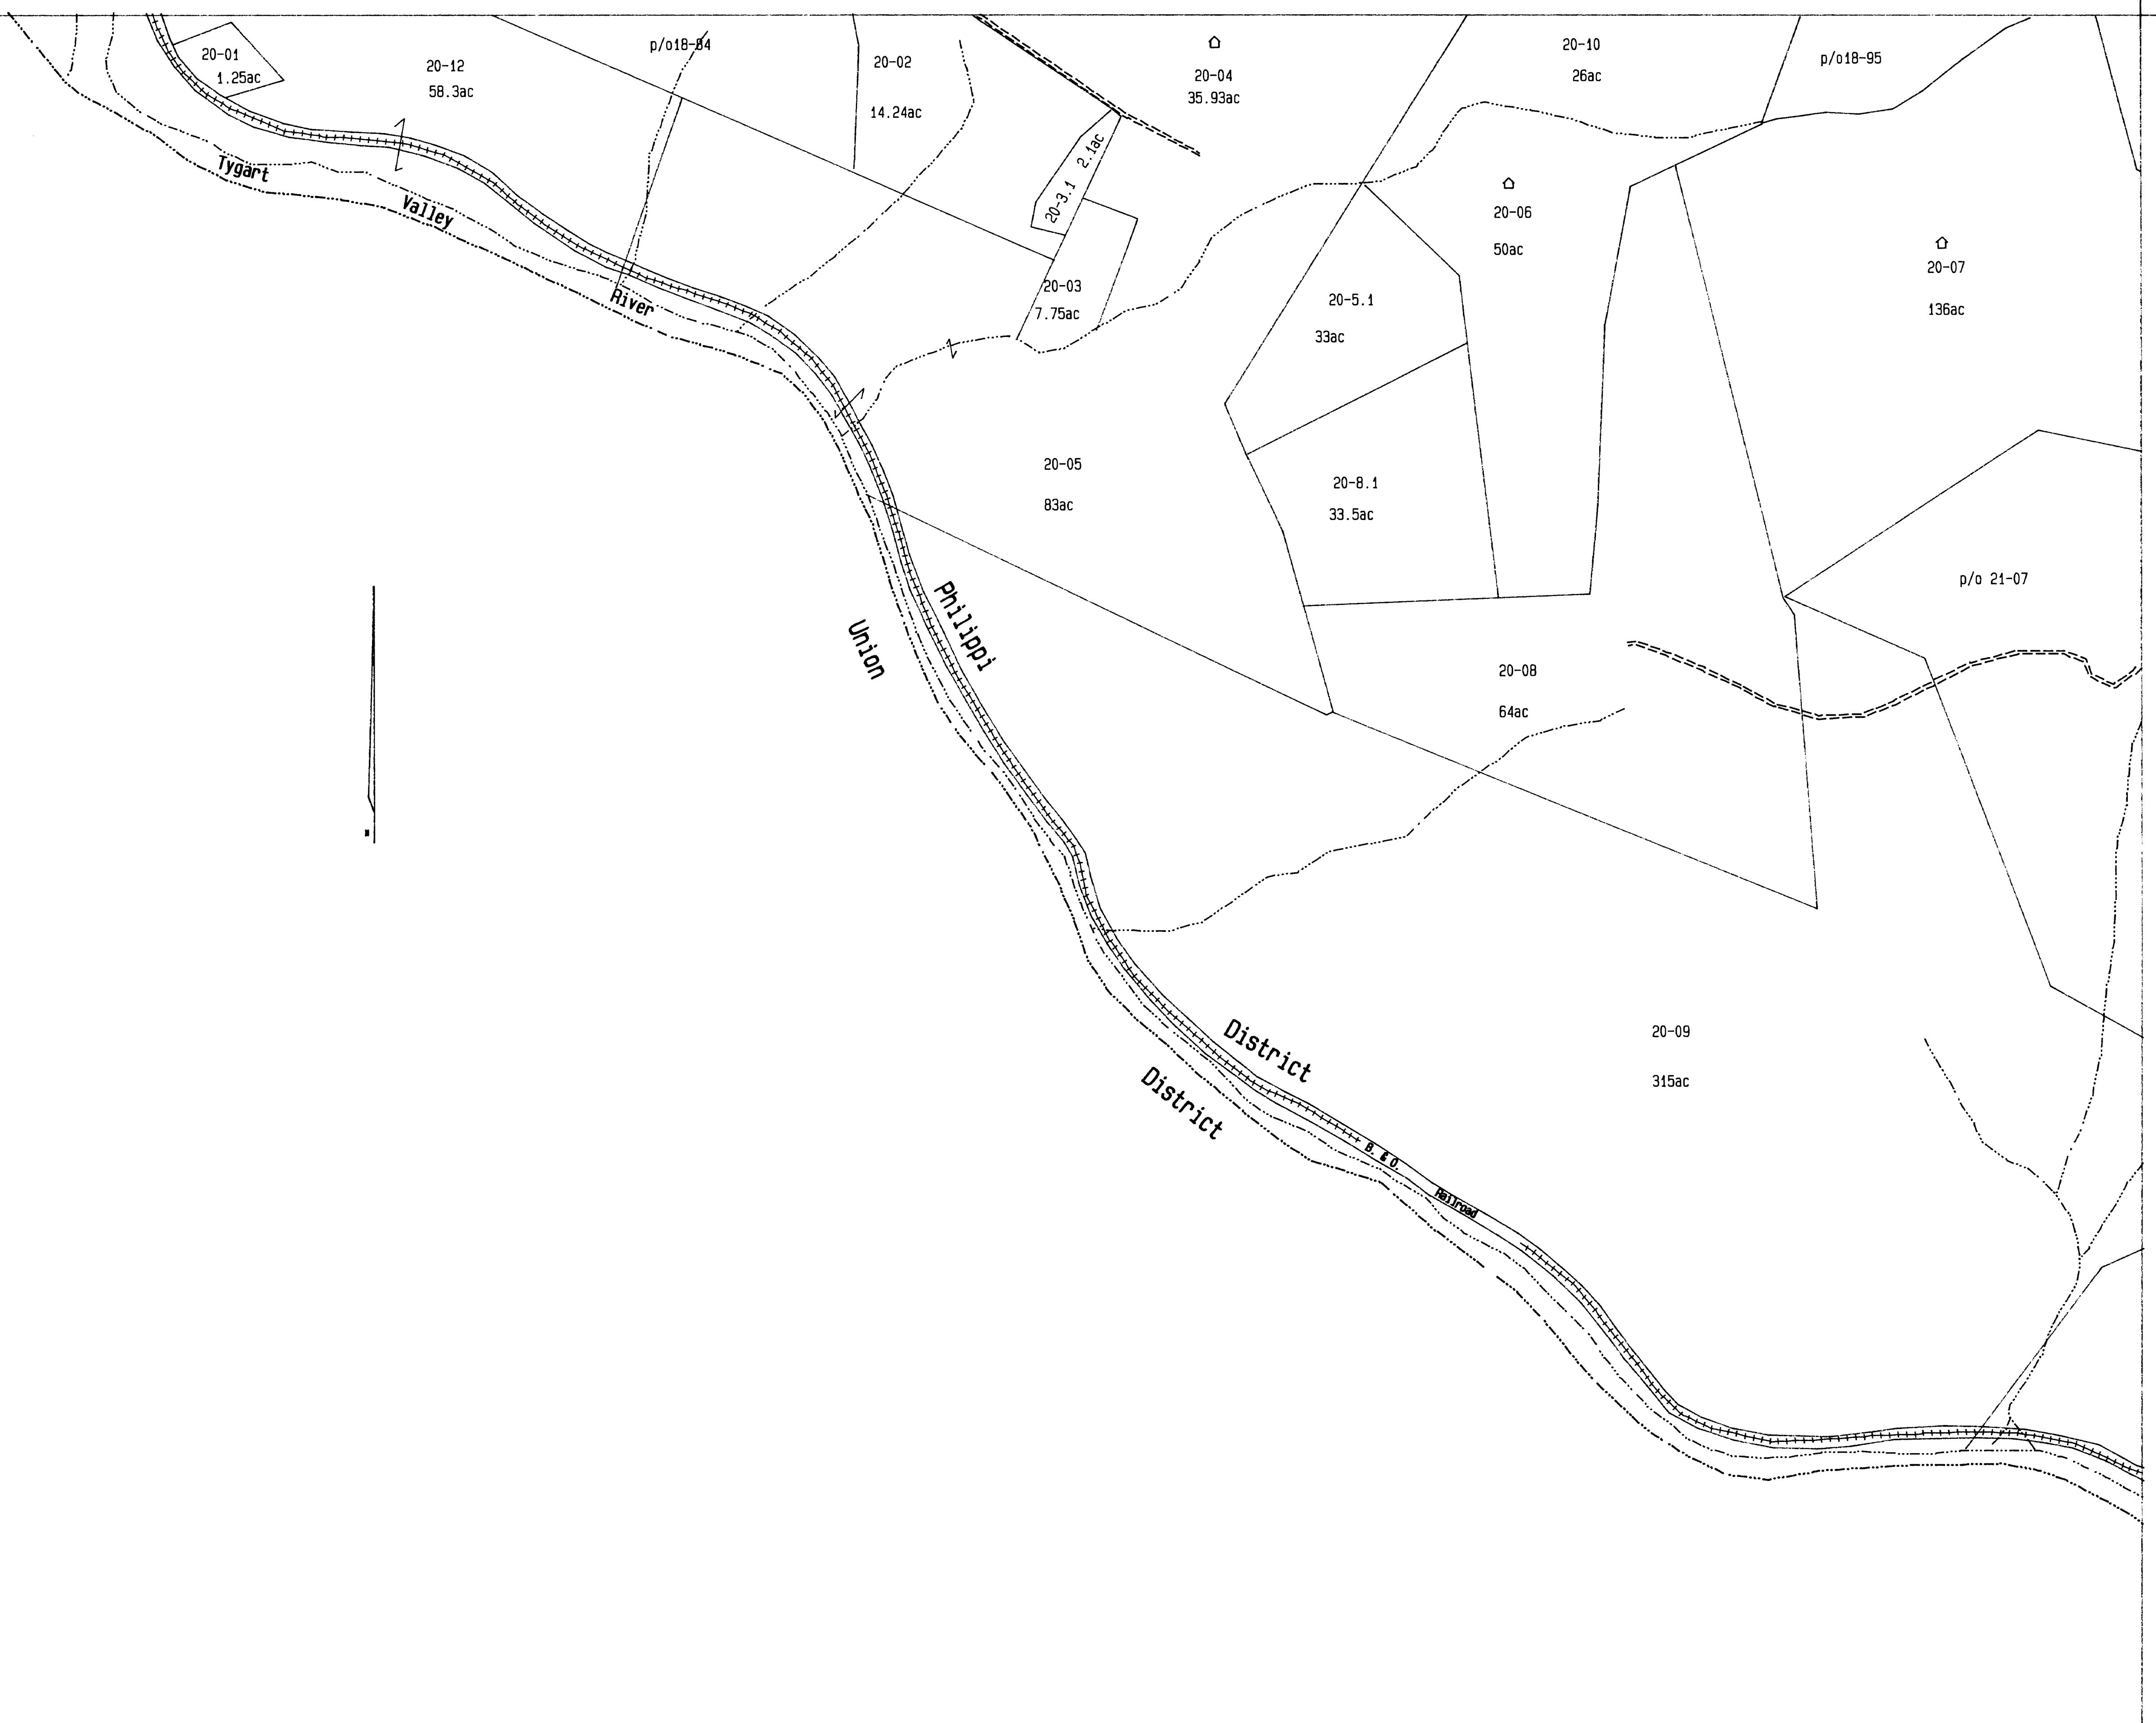 20-01
1.25ac
20-12
58.3ac
p/o18-84
20-02
14.24ac
20-04
35.93ac
20-10
26ac
p/o18-95
20-3.1 2.1ac
Tygart
Valley
River
20-03
7.75ac
20-06
50ac
20-07
136ac
20-5.1
33ac
20-05
83ac
20-8.1
33.5ac
p/o 21-07
Philippi
Union
20-08
64ac
20-09
315ac
District
District
B. & O.
Railroad